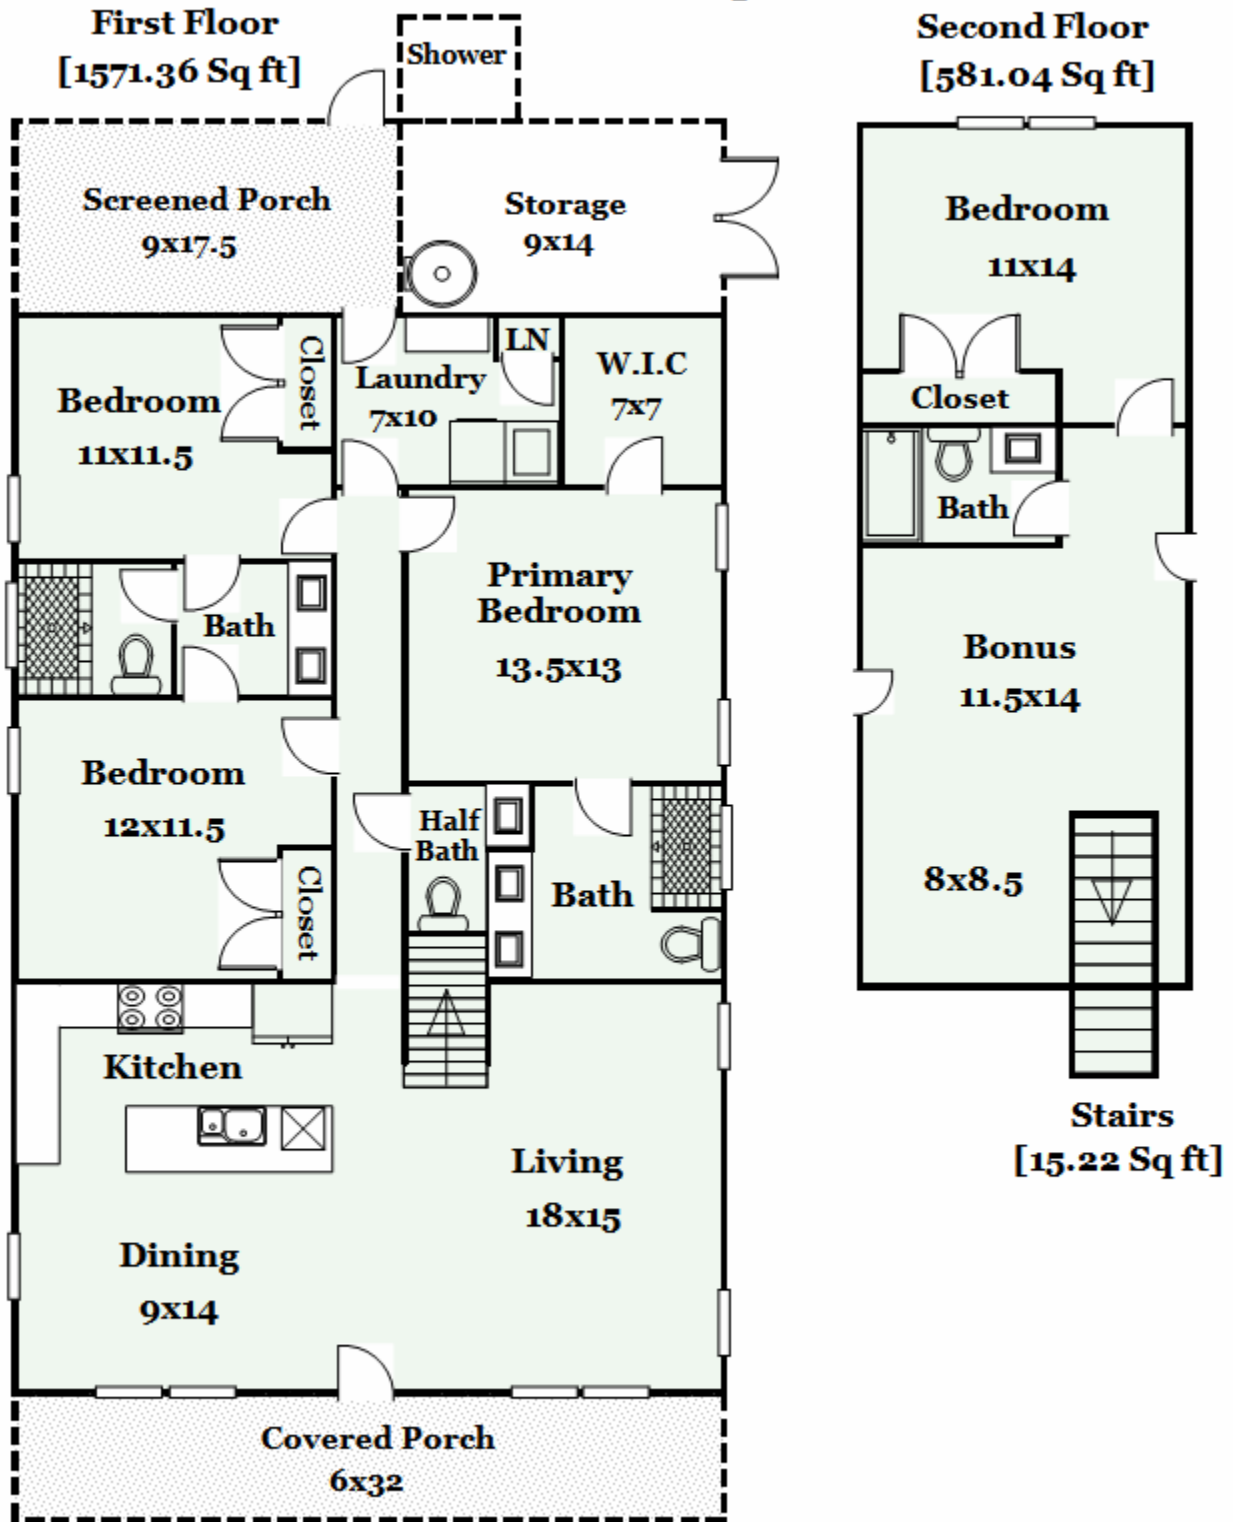 First Floor
[1571.36 Sq ft]
Shower
Screened Porch
9x17.5
Storage
9x14
Bedroom
11x11.5
Closet
Laundry
7x10
LN
W.I.C
7x7
Bath
Primary
Bedroom
13.5x13
Bedroom
12x11.5
Closet
Half
Bath
Bath
Kitchen
Living
18x15
Dining
9x14
Covered Porch
6x32
Second Floor
[581.04 Sq ft]
Bedroom
11x14
Closet
Bath
Bonus
11.5x14
8x8.5
Stairs
[15.22 Sq ft]